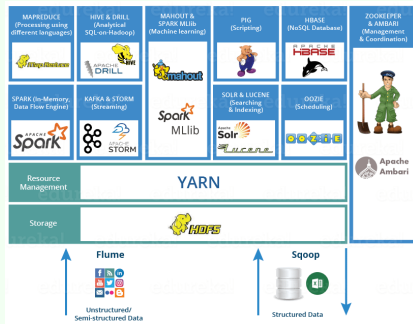 MAPREDUCE
(Processing using
different languages)
HIVE & DRILL
(Analytical
SQL-on-Hadoop)
MAHOUT &
SPARK MLlib
(Machine learning)
PIG
(Scripting)
HBASE
(NoSQL Database)
ZOOKEEPER
& AMBARI
(Management
& Coordination)
HIVE
APACHE
DRILL
mahout
APACHE
HBASE
SPARK (In-Memory,
Data Flow Engine)
KAFKA & STORM
(Streaming)
SOLR & LUCENE
(Searching
& Indexing)
OOZIE
(Scheduling)
APACHE
Spark
APACHE
STORM
Spark
MLlib
Apache
Solr
Lucene
OOZIE
Apache
Ambari
Resource
Management
YARN
Storage
HDFS
Flume
Sqoop
Unstructured/
Semi-structured Data
Structured Data